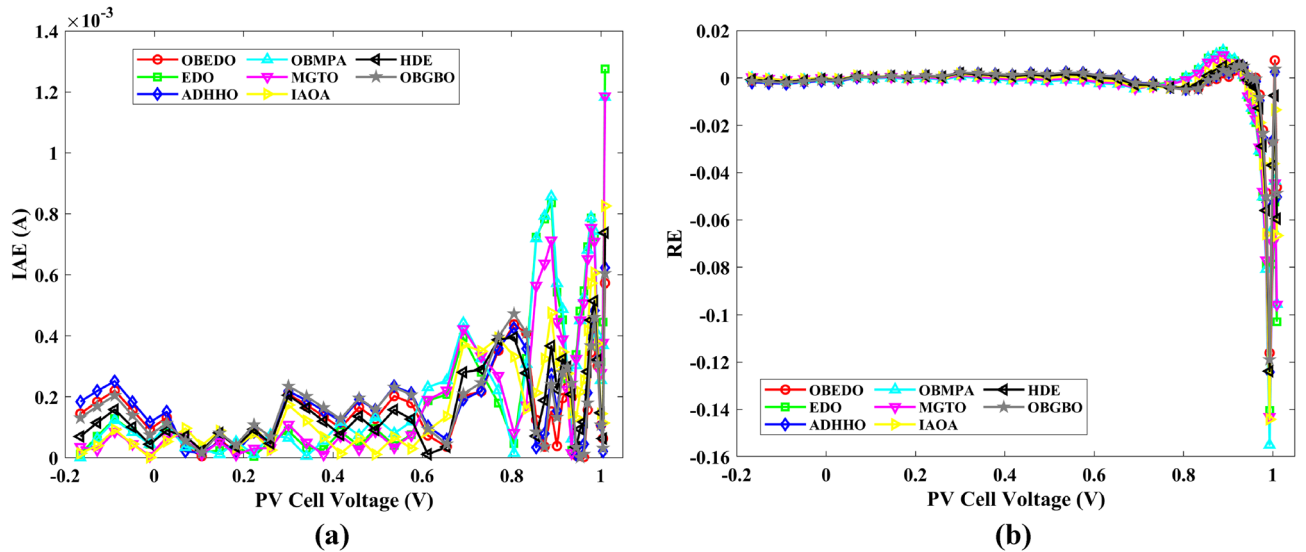 ×10⁻³
1.4
1.2
1
0.8
0.6
0.4
0.2
0
IAE (A)
OBEDO OBMPA HDE
EDO MGTO OBGBO
ADHHO IAOA
-0.2 0 0.2 0.4 0.6 0.8 1
PV Cell Voltage (V)
(a)
0.02
0
-0.02
-0.04
-0.06
-0.08
-0.1
-0.12
-0.14
-0.16
RE
OBEDO OBMPA HDE
EDO MGTO OBGBO
ADHHO IAOA
-0.2 0 0.2 0.4 0.6 0.8 1
PV Cell Voltage (V)
(b)